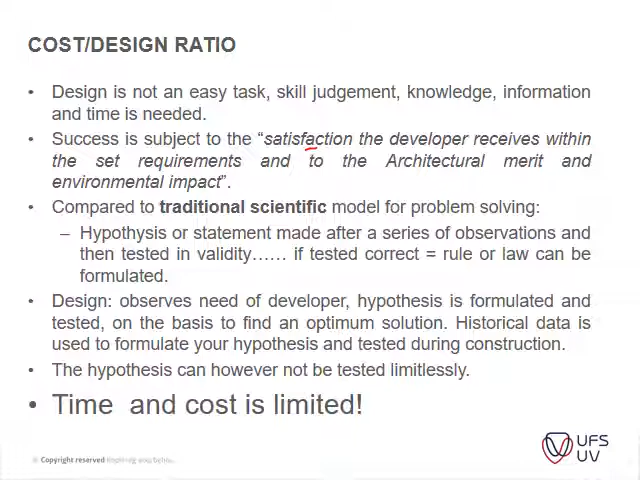 COST/DESIGN RATIO
• Design is not an easy task, skill judgement, knowledge, information
and time is needed.
• Success is subject to the “satisfaction the developer receives within
the set requirements and to the Architectural merit and
environmental impact”.
• Compared to traditional scientific model for problem solving:
– Hypothysis or statement made after a series of observations and
then tested in validity…… if tested correct = rule or law can be
formulated.
• Design: observes need of developer, hypothesis is formulated and
tested, on the basis to find an optimum solution. Historical data is
used to formulate your hypothesis and tested during construction.
• The hypothesis can however not be tested limitlessly.
• Time and cost is limited!
© Copyright reserved
UFS
UV